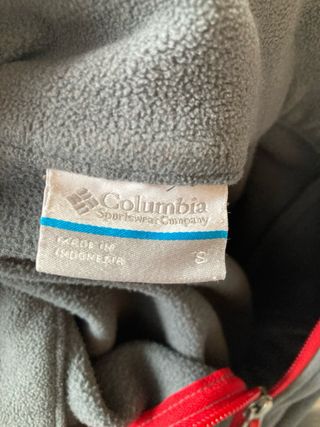 Columbia
Sportswear Company
MADE IN
INDONESIA
S